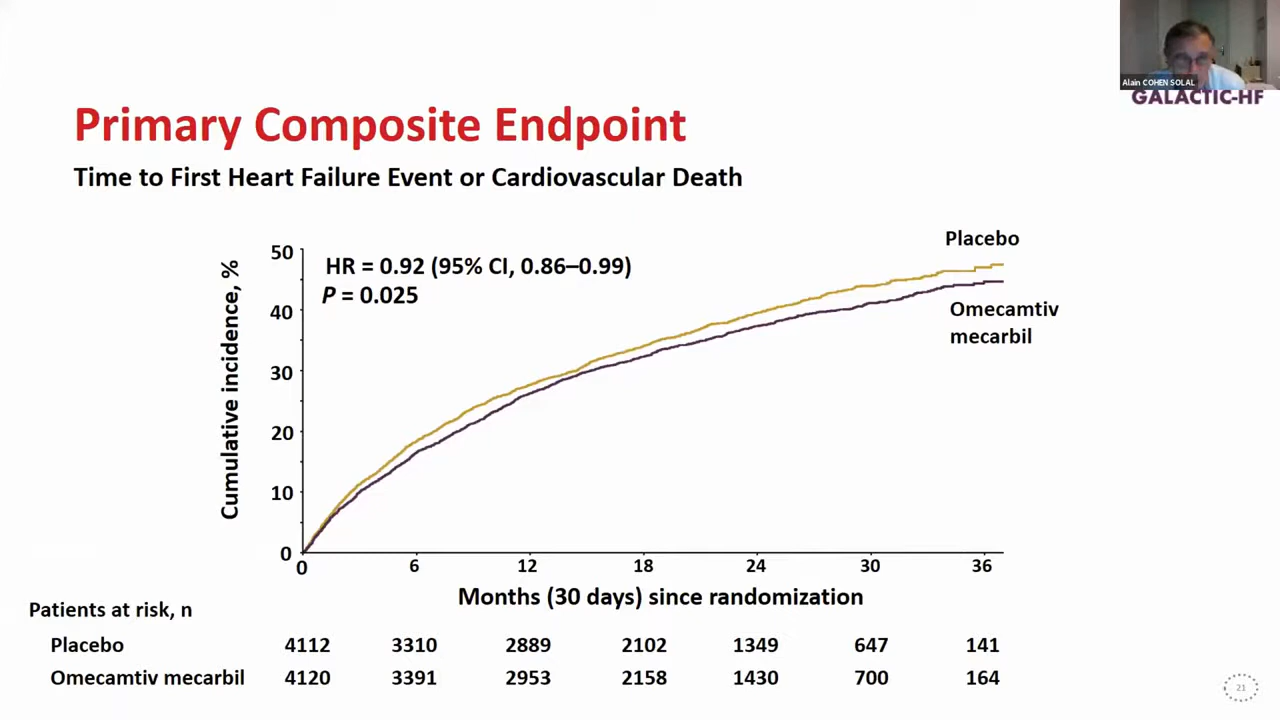 Alain COHEN SOLAL
GALACTIC-HF
Primary Composite Endpoint
Time to First Heart Failure Event or Cardiovascular Death
Cumulative incidence, %
50
40
30
20
10
0
HR = 0.92 (95% CI, 0.86–0.99)
P = 0.025
Placebo
Omecamtiv
mecarbil
0 6 12 18 24 30 36
Months (30 days) since randomization
Patients at risk, n
Placebo 4112 3310 2889 2102 1349 647 141
Omecamtiv mecarbil 4120 3391 2953 2158 1430 700 164
21